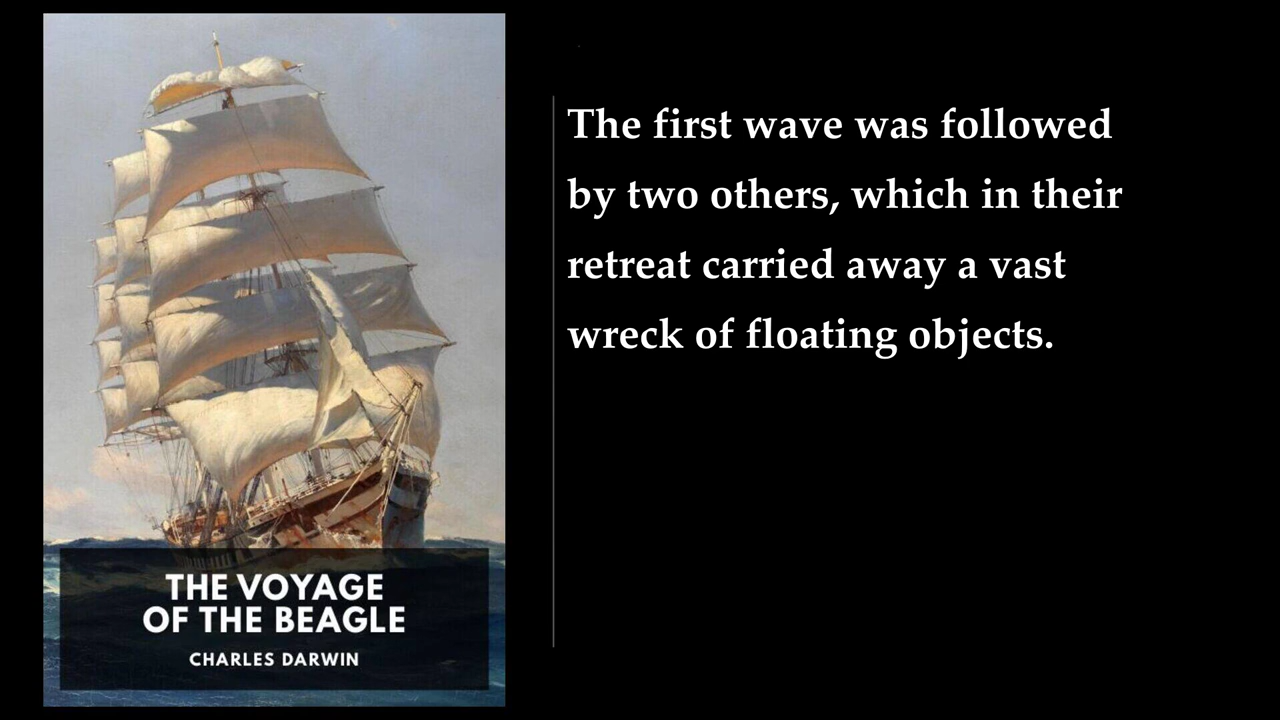 The first wave was followed
by two others, which in their
retreat carried away a vast
wreck of floating objects.
THE VOYAGE
OF THE BEAGLE
CHARLES DARWIN